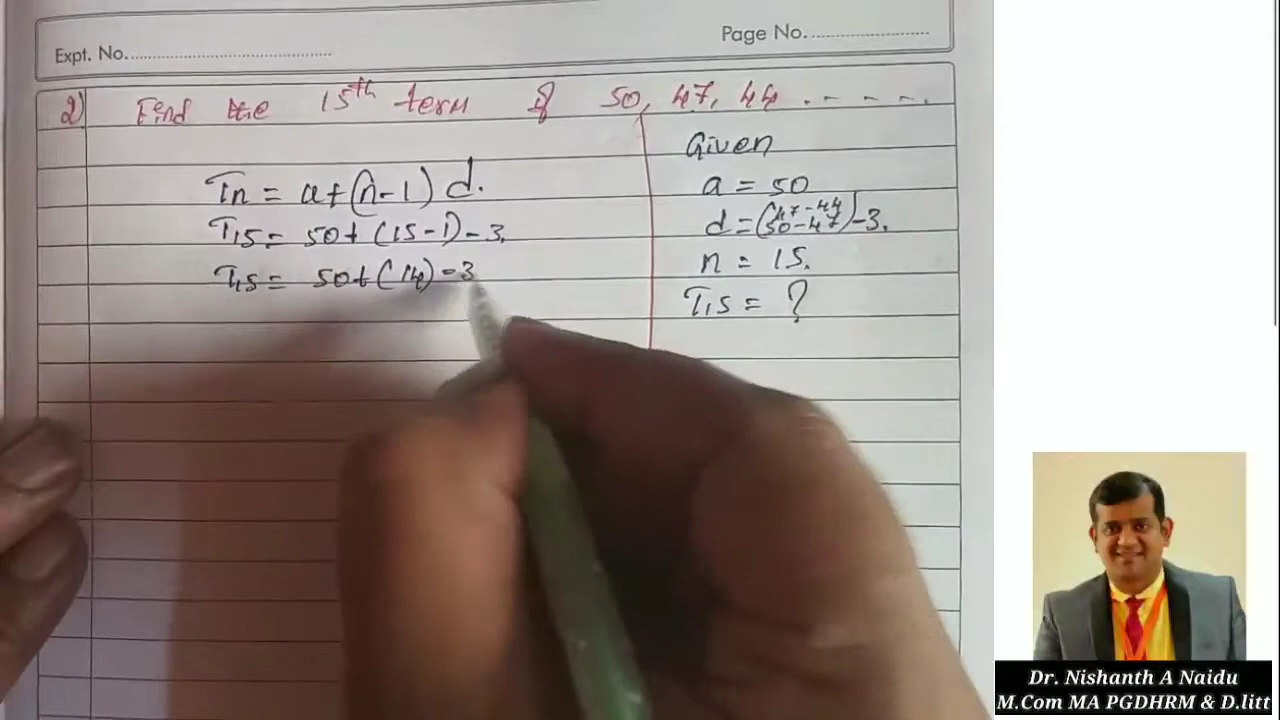 Expt. No.
Page No.
2) Find the 15th term of 50, 47, 44 - - - - .
Tn = a+(n-1) d.
T15 = 50+(15-1)-3.
T15 = 50+(14)-3
Given
a = 50
d = (47-44
50-47)-3.
n = 15.
T15 = ?
Dr. Nishanth A Naidu
M.Com MA PGDHRM & D.litt